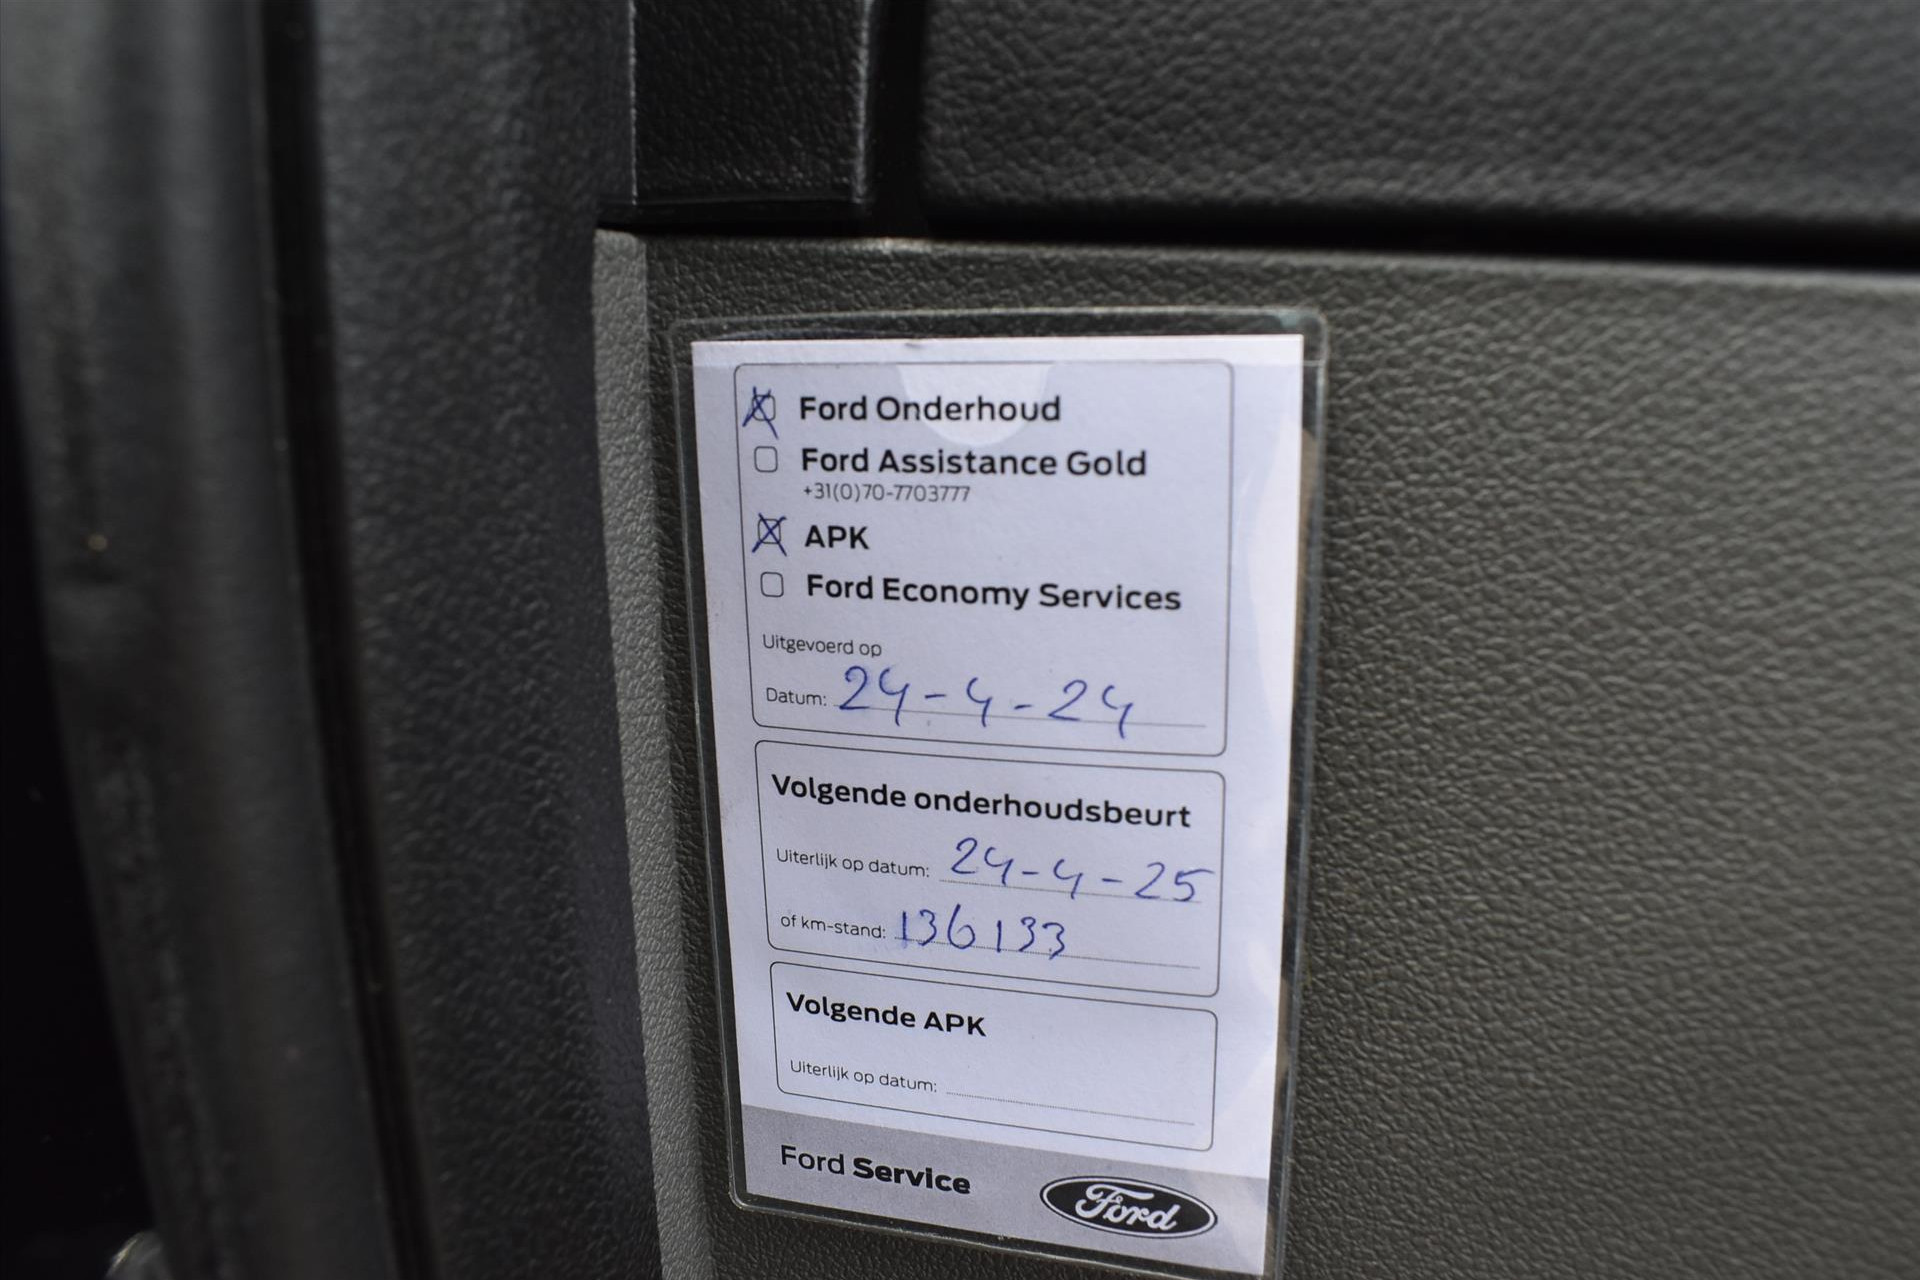 Ford Onderhoud
Ford Assistance Gold
+31(0)70-7703777
APK
Ford Economy Services
Uitgevoerd op
Datum: 24-4-24
Volgende onderhoudsbeurt
Uiterlijk op datum: 24-4-25
of km-stand: 136133
Volgende APK
Uiterlijk op datum:
Ford Service
Ford